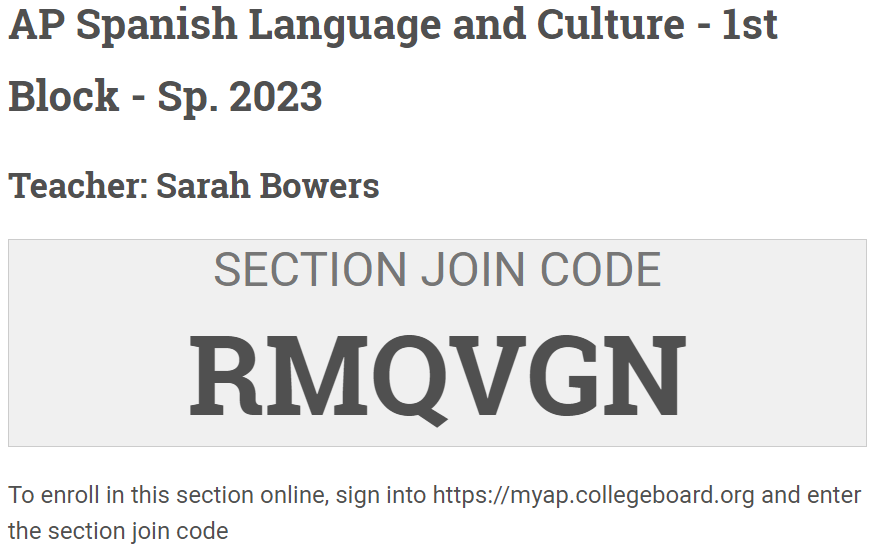 AP Spanish Language and Culture - 1st
Block - Sp. 2023
Teacher: Sarah Bowers
SECTION JOIN CODE
RMQVGN
To enroll in this section online, sign into https://myap.collegeboard.org and enter
the section join code